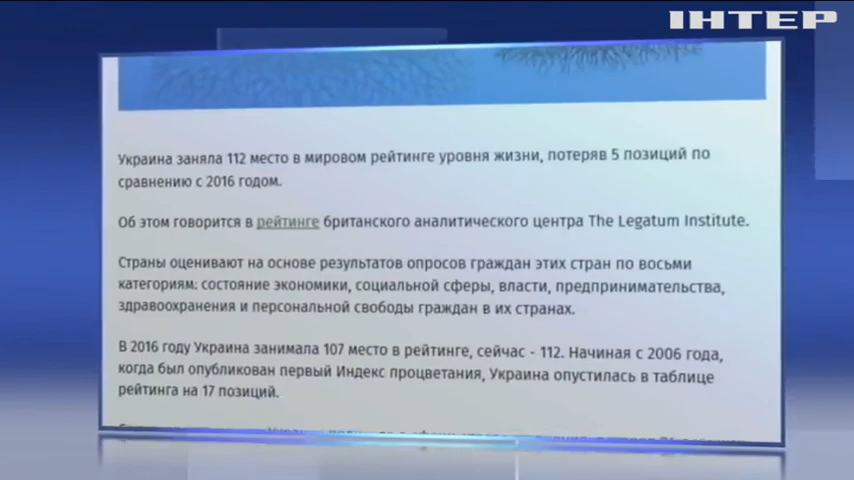 ІНТЕР
Украина заняла 112 место в мировом рейтинге уровня жизни, потеряв 5 позиций по
сравнению с 2016 годом.
Об этом говорится в рейтинге британского аналитического центра The Legatum Institute.
Страны оценивают на основе результатов опросов граждан этих стран по восьми
категориям: состояние экономики, социальной сферы, власти, предпринимательства,
здравоохранения и персональной свободы граждан в их странах.
В 2016 году Украина занимала 107 место в рейтинге, сейчас - 112. Начиная с 2006 года,
когда был опубликован первый Индекс процветания, Украина опустилась в таблице
рейтинга на 17 позиций.